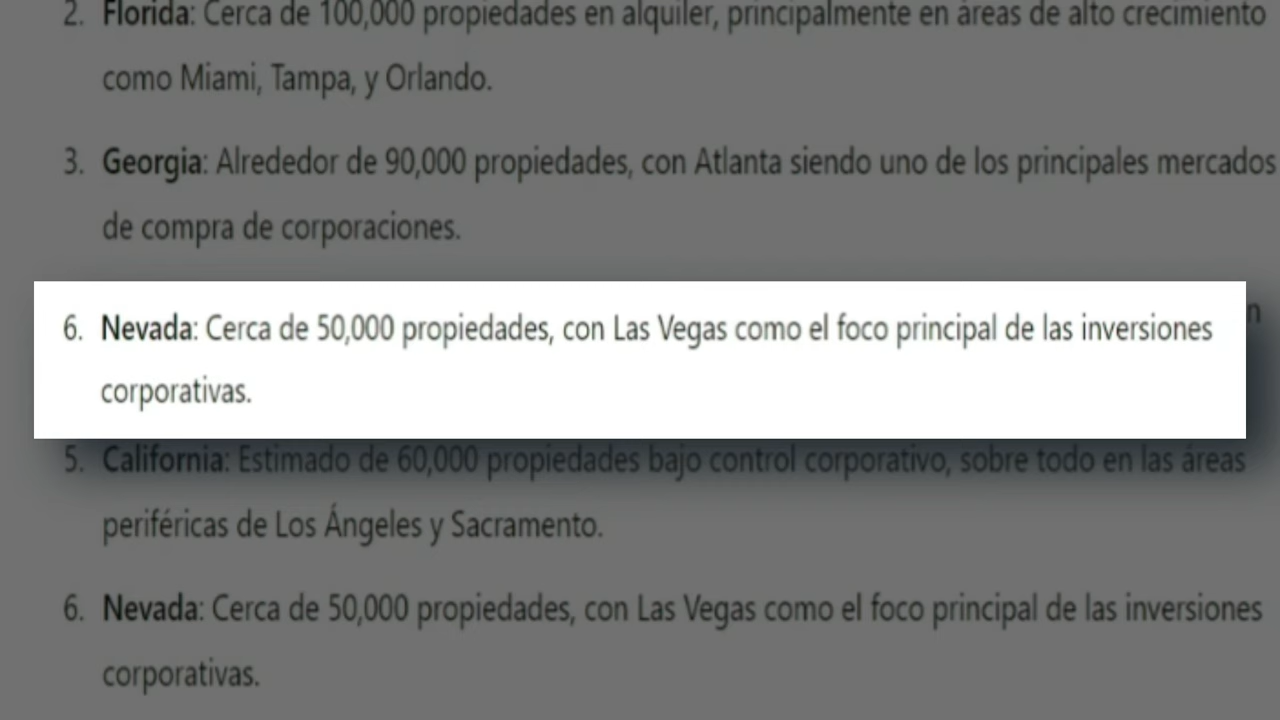 2. Florida: Cerca de 100,000 propiedades en alquiler, principalmente en áreas de alto crecimiento
como Miami, Tampa, y Orlando.
3. Georgia: Alrededor de 90,000 propiedades, con Atlanta siendo uno de los principales mercados
de compra de corporaciones.
6. Nevada: Cerca de 50,000 propiedades, con Las Vegas como el foco principal de las inversiones
corporativas.
5. California: Estimado de 60,000 propiedades bajo control corporativo, sobre todo en las áreas
periféricas de Los Ángeles y Sacramento.
6. Nevada: Cerca de 50,000 propiedades, con Las Vegas como el foco principal de las inversiones
corporativas.